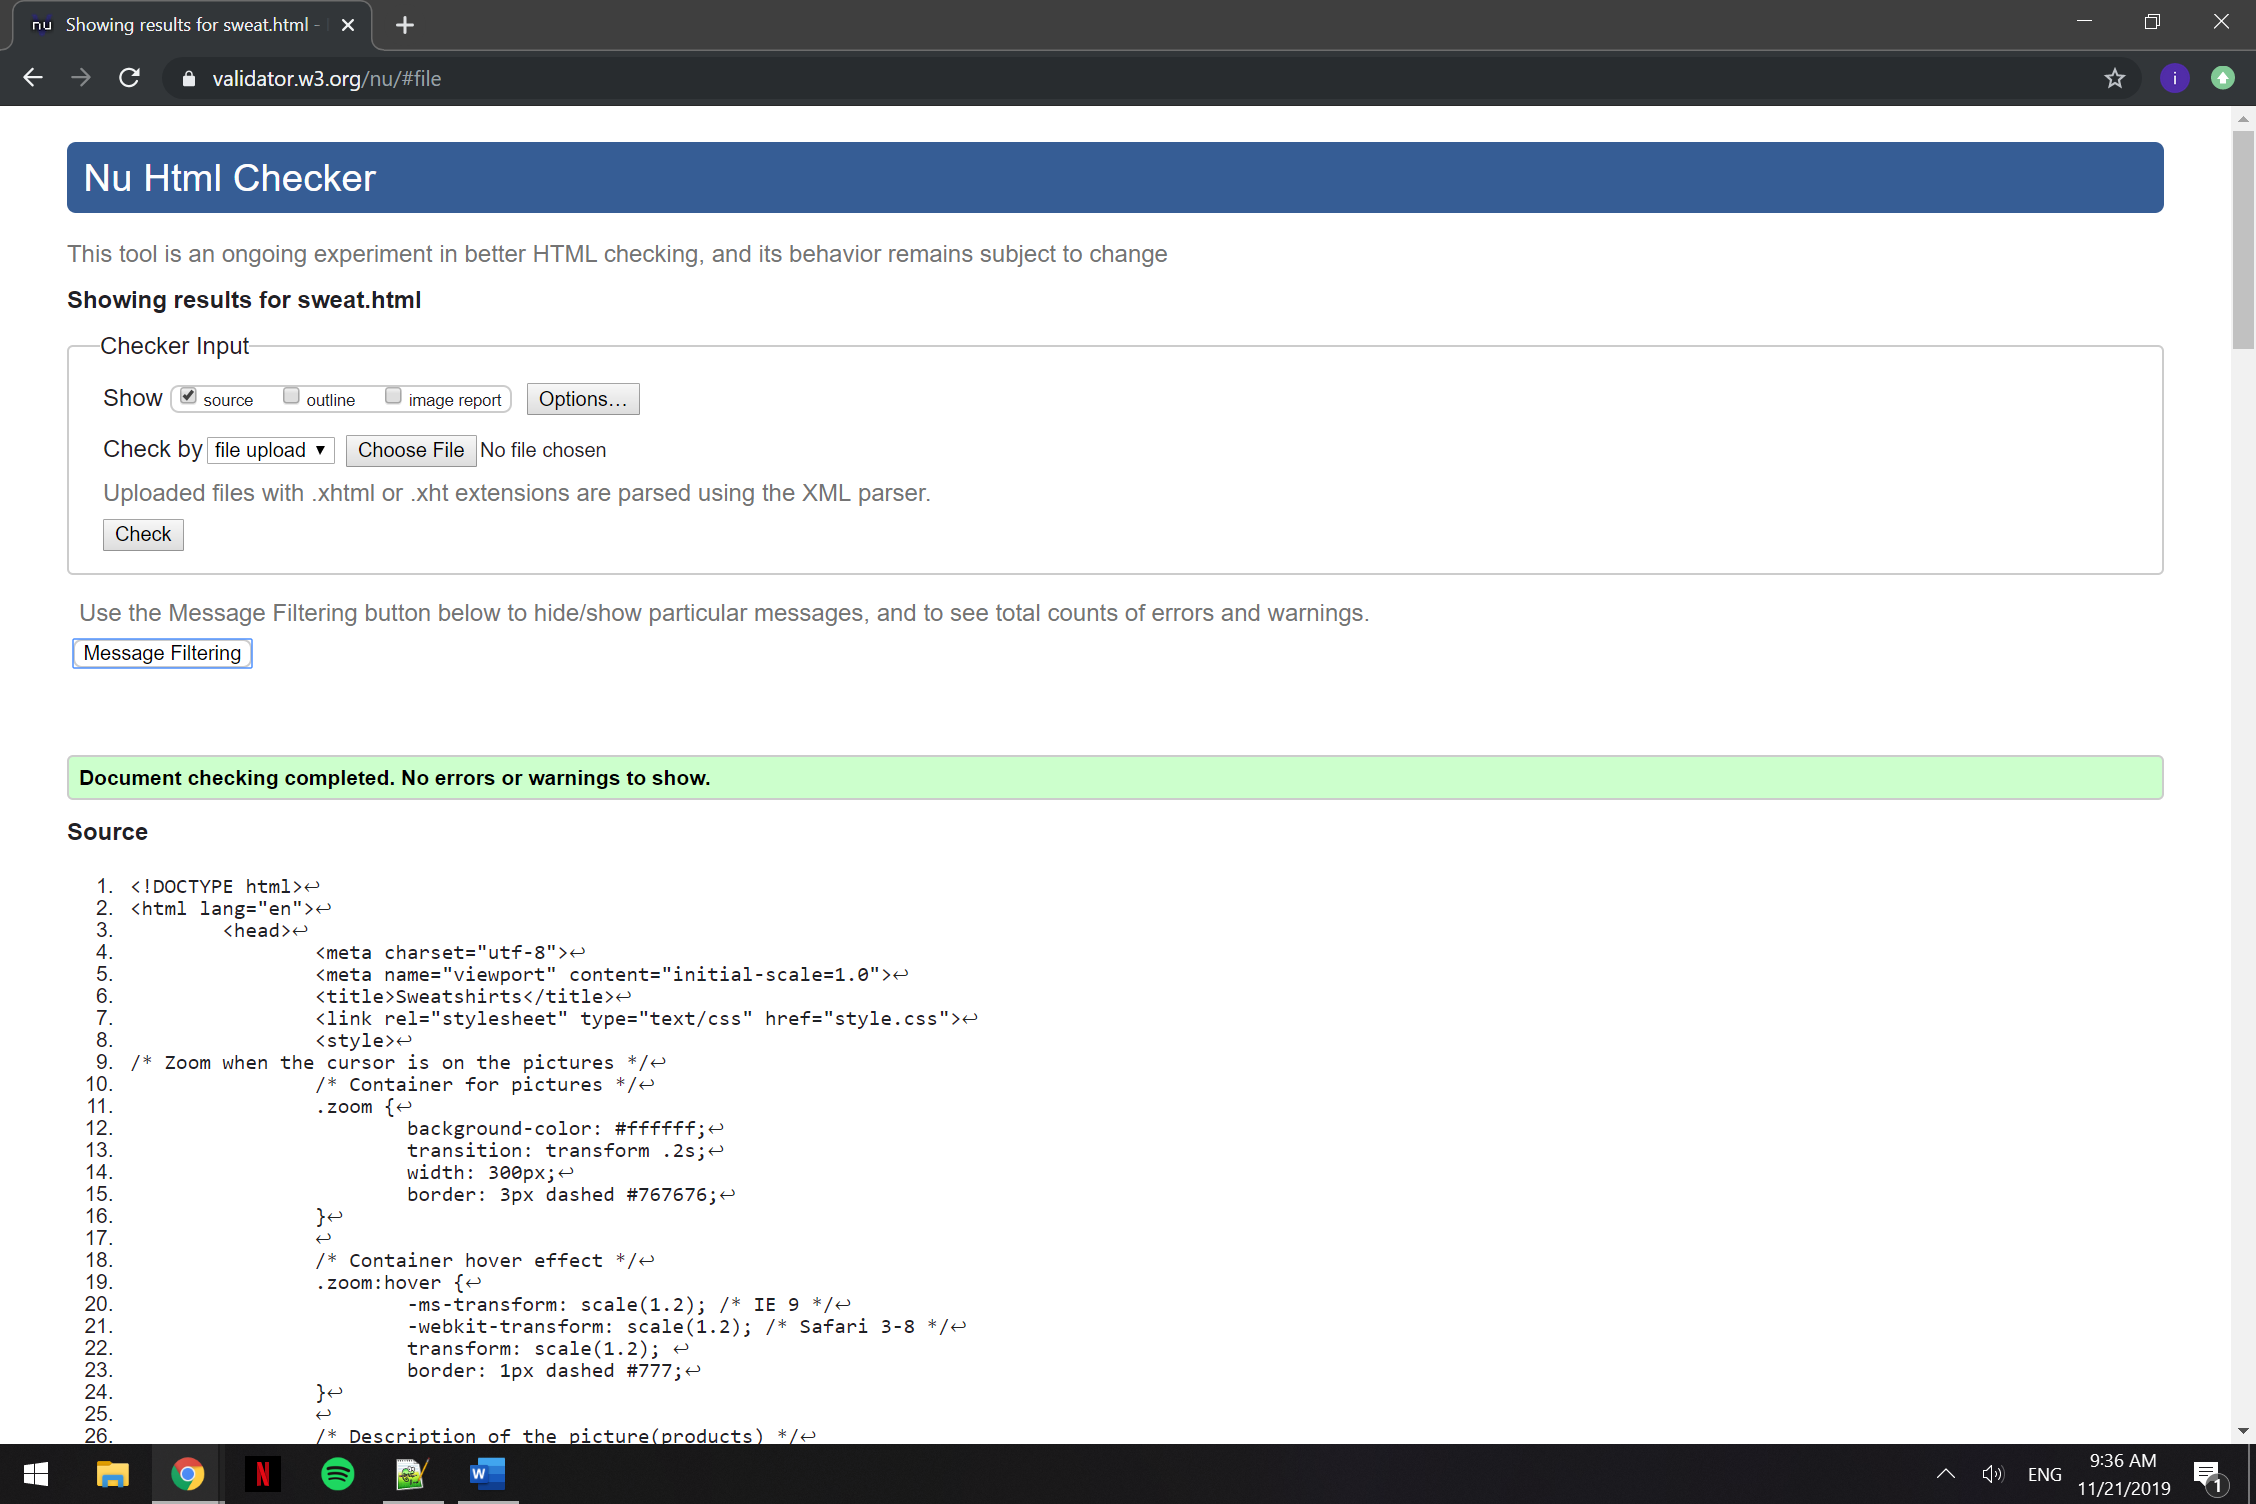 nu Showing results for sweat.html -
validator.w3.org/nu/#file
i
Nu Html Checker
This tool is an ongoing experiment in better HTML checking, and its behavior remains subject to change
Showing results for sweat.html
Checker Input
Show source outline image report Options...
Check by file upload Choose File No file chosen
Uploaded files with .xhtml or .xht extensions are parsed using the XML parser.
Check
Use the Message Filtering button below to hide/show particular messages, and to see total counts of errors and warnings.
Message Filtering
Document checking completed. No errors or warnings to show.
Source
1. <!DOCTYPE html>↩
2. <html lang="en">↩
3. <head>↩
4. <meta charset="utf-8">↩
5. <meta name="viewport" content="initial-scale=1.0">↩
6. <title>Sweatshirts</title>↩
7. <link rel="stylesheet" type="text/css" href="style.css">↩
8. <style>↩
9. /* Zoom when the cursor is on the pictures */↩
10. /* Container for pictures */↩
11. .zoom {↩
12. background-color: #ffffff;↩
13. transition: transform .2s;↩
14. width: 300px;↩
15. border: 3px dashed #767676;↩
16. }↩
17. ↩
18. /* Container hover effect */↩
19. .zoom:hover {↩
20. -ms-transform: scale(1.2); /* IE 9 */↩
21. -webkit-transform: scale(1.2); /* Safari 3-8 */↩
22. transform: scale(1.2); ↩
23. border: 1px dashed #777;↩
24. }↩
25. ↩
26. /* Description of the picture(products) */↩
N
W
ENG
9:36 AM
11/21/2019
1